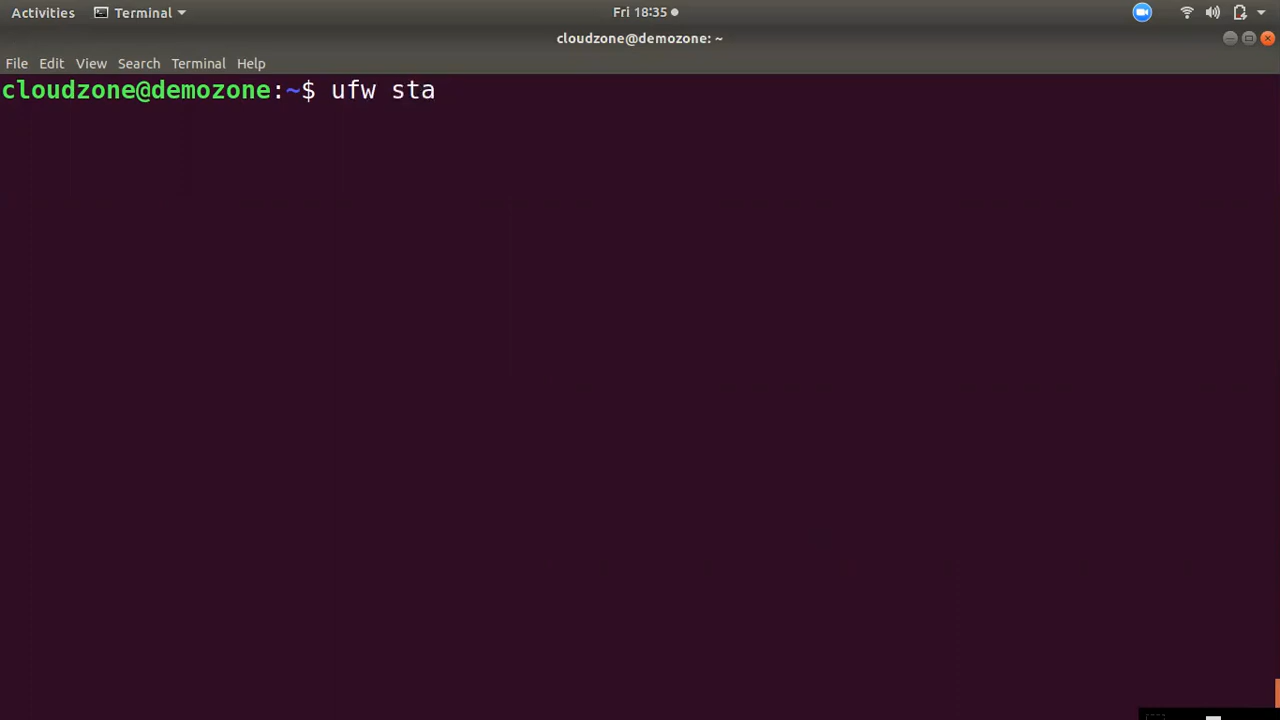 Activities Terminal Fri 18:35
cloudzone@demozone: ~
File Edit View Search Terminal Help
cloudzone@demozone:~$ ufw sta